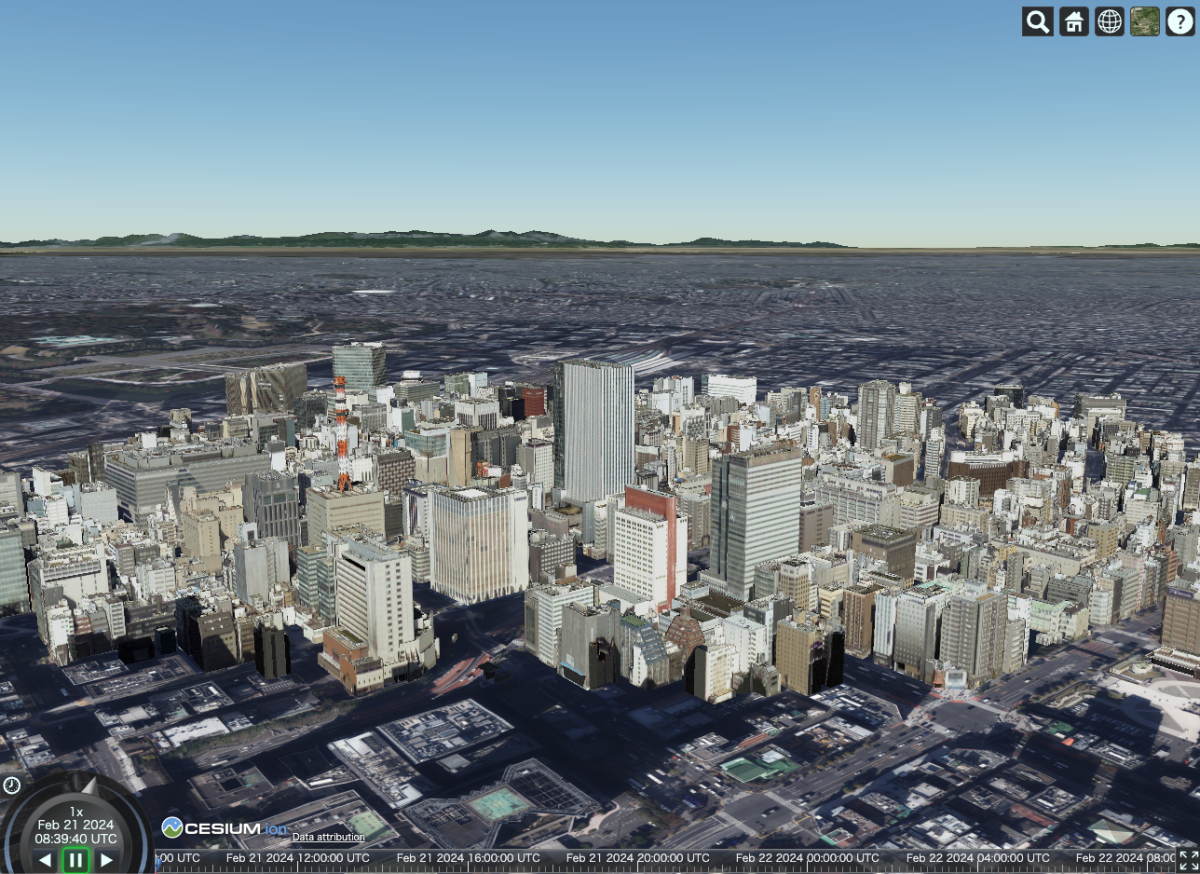 ?
1x
Feb 21 2024
08:39:40 UTC
CESIUM ion
Data attribution
:00 UTC
Feb 21 2024 12:00:00 UTC
Feb 21 2024 16:00:00 UTC
Feb 21 2024 20:00:00 UTC
Feb 22 2024 00:00:00 UTC
Feb 22 2024 04:00:00 UTC
Feb 22 2024 08:00